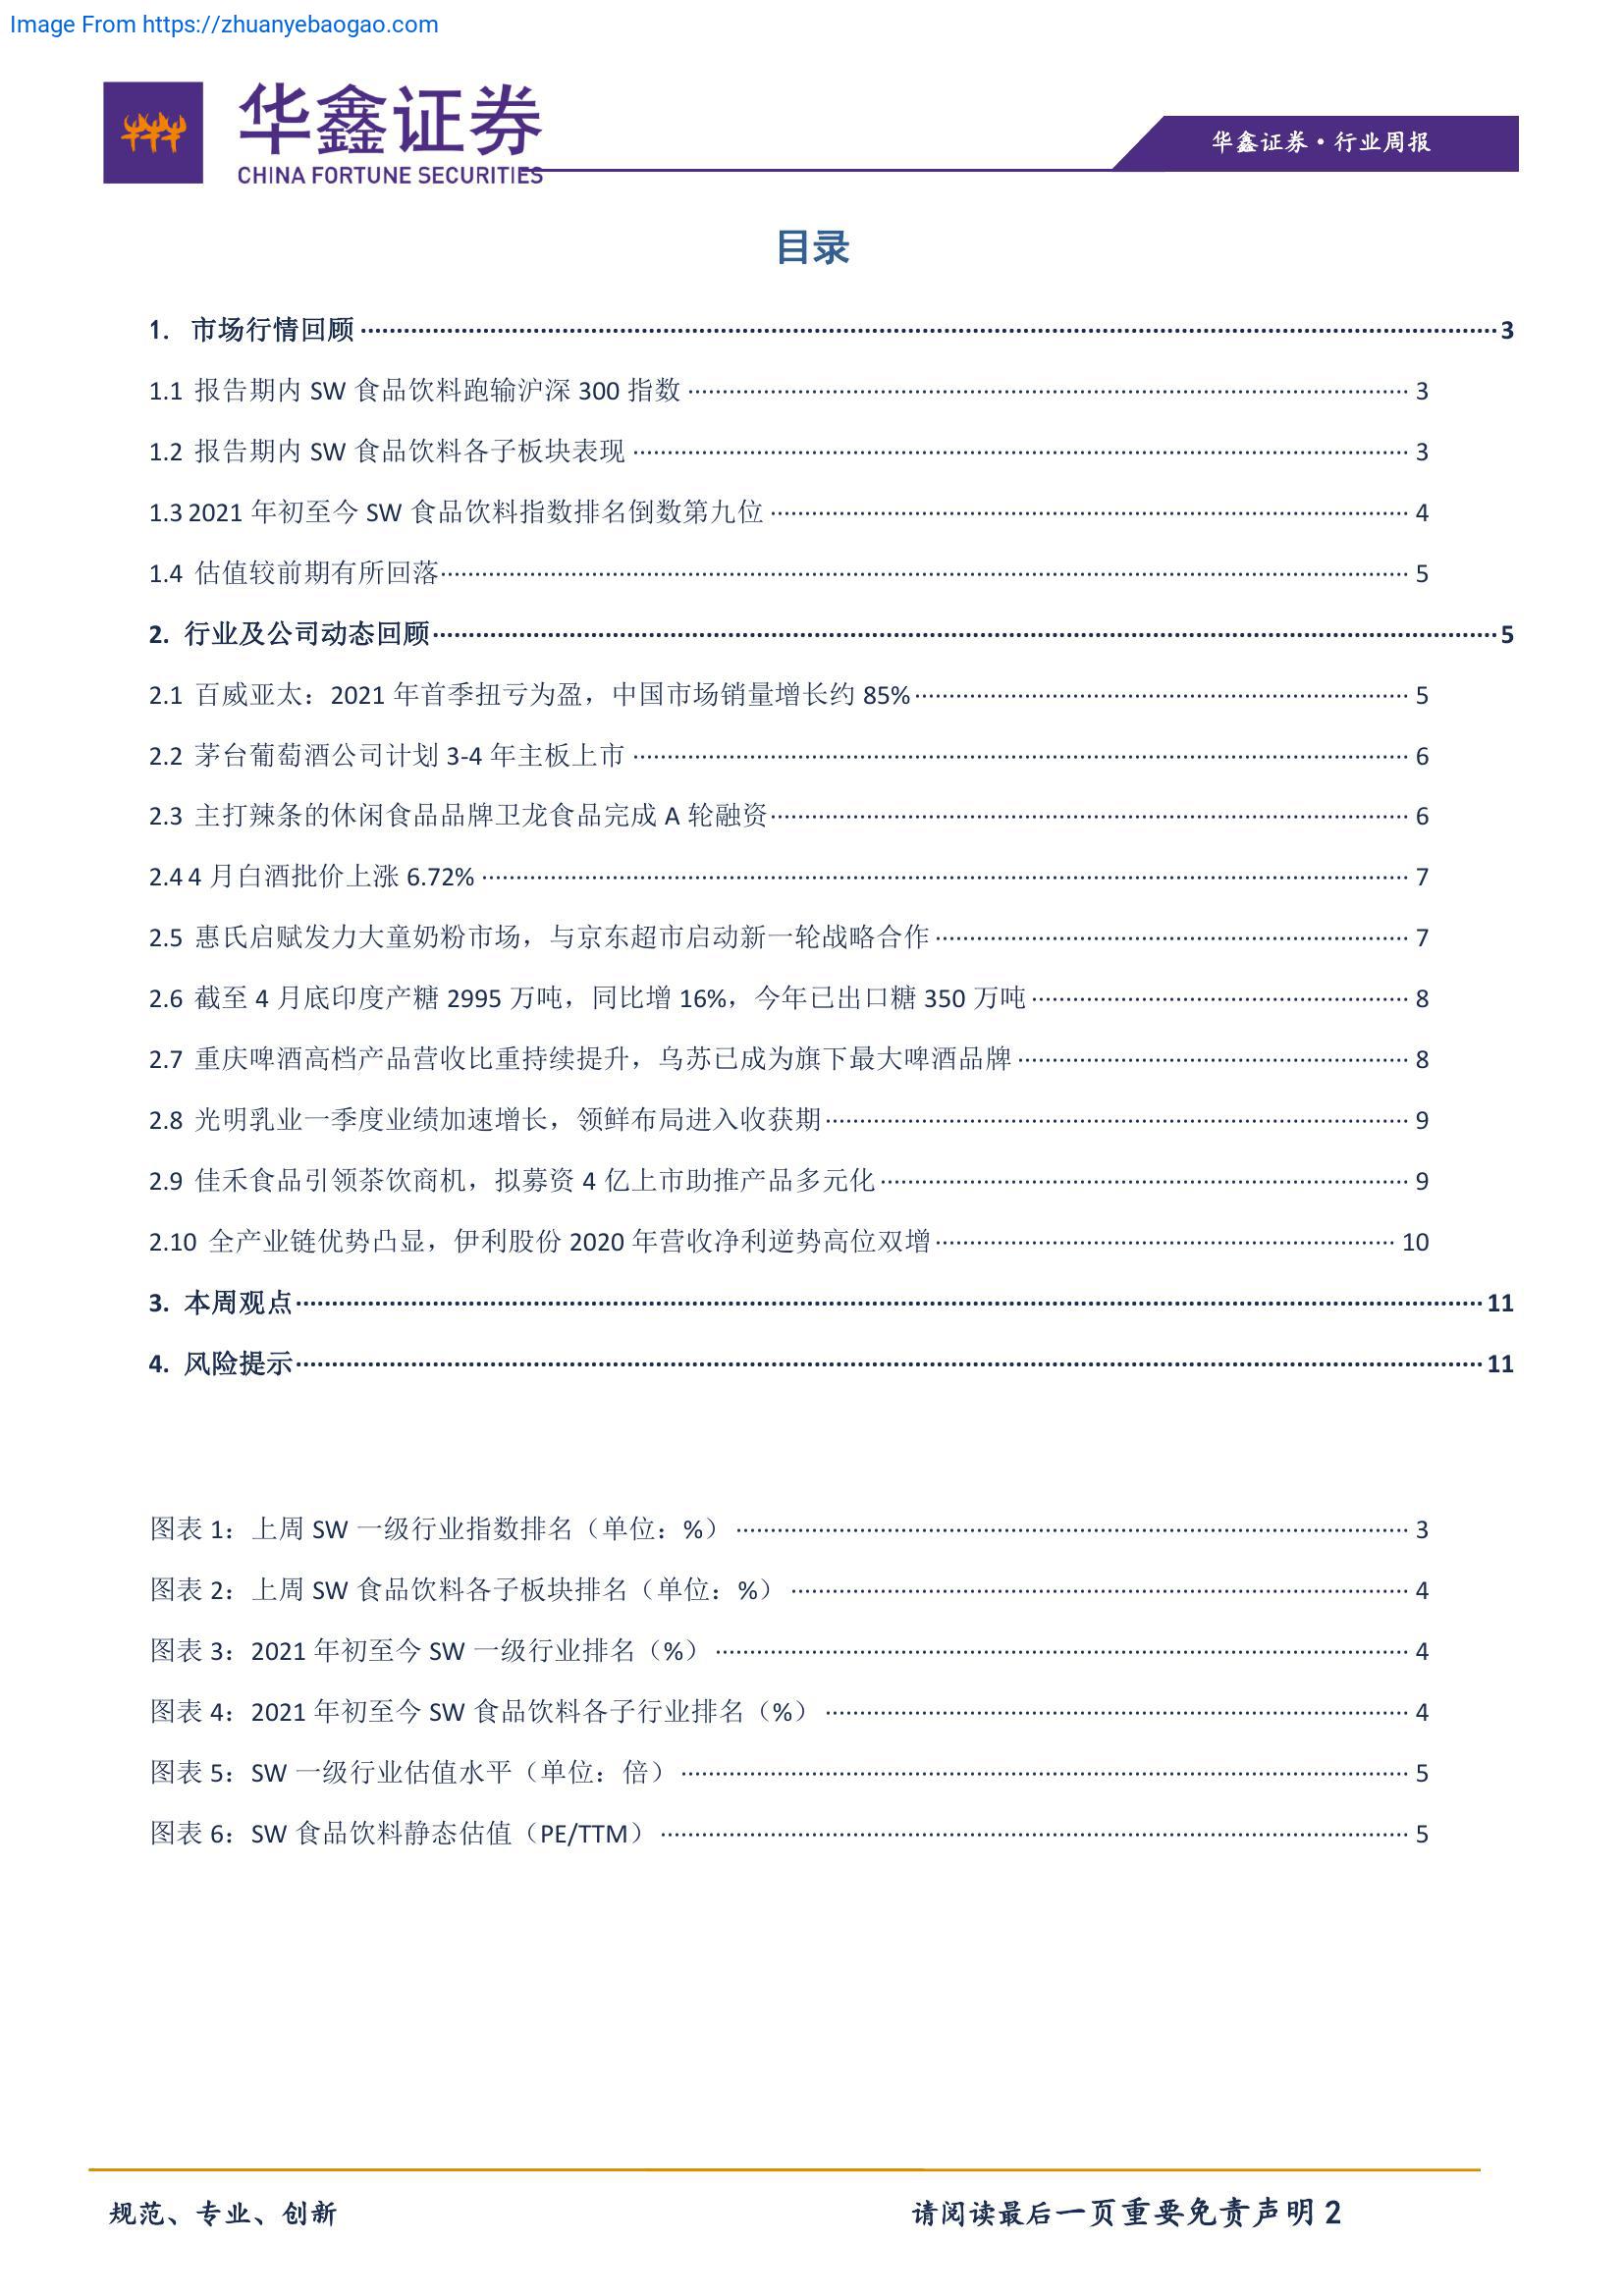 Image From https://zhuanyebaogao.com
华鑫证券
CHINA FORTUNE SECURITIES
华鑫证券·行业周报
目录
1. 市场行情回顾 3
1.1 报告期内 SW 食品饮料跑输沪深 300 指数 3
1.2 报告期内 SW 食品饮料各子板块表现 3
1.3 2021 年初至今 SW 食品饮料指数排名倒数第九位 4
1.4 估值较前期有所回落 5
2. 行业及公司动态回顾 5
2.1 百威亚太：2021 年首季扭亏为盈，中国市场销量增长约 85% 5
2.2 茅台葡萄酒公司计划 3-4 年主板上市 6
2.3 主打辣条的休闲食品品牌卫龙食品完成 A 轮融资 6
2.4 4 月白酒批价上涨 6.72% 7
2.5 惠氏启赋发力大童奶粉市场，与京东超市启动新一轮战略合作 7
2.6 截至 4 月底印度产糖 2995 万吨，同比增 16%，今年已出口糖 350 万吨 8
2.7 重庆啤酒高档产品营收比重持续提升，乌苏已成为旗下最大啤酒品牌 8
2.8 光明乳业一季度业绩加速增长，领鲜布局进入收获期 9
2.9 佳禾食品引领茶饮商机，拟募资 4 亿上市助推产品多元化 9
2.10 全产业链优势凸显，伊利股份 2020 年营收净利逆势高位双增 10
3. 本周观点 11
4. 风险提示 11
图表 1：上周 SW 一级行业指数排名（单位：%） 3
图表 2：上周 SW 食品饮料各子板块排名（单位：%） 4
图表 3：2021 年初至今 SW 一级行业排名（%） 4
图表 4：2021 年初至今 SW 食品饮料各子行业排名（%） 4
图表 5：SW 一级行业估值水平（单位：倍） 5
图表 6：SW 食品饮料静态估值（PE/TTM） 5
规范、专业、创新
请阅读最后一页重要免责声明 2